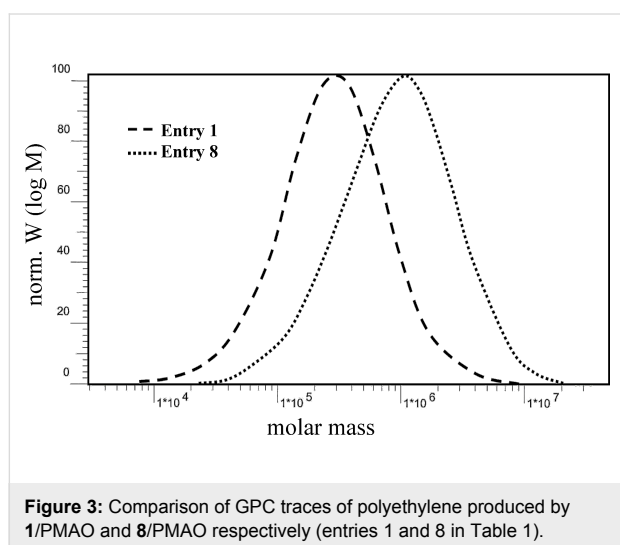 100
80
60
40
20
0
norm. W (log M)
Entry 1
Entry 8
1*10^4
1*10^5
1*10^6
1*10^7
molar mass
Figure 3: Comparison of GPC traces of polyethylene produced by
1/PMAO and 8/PMAO respectively (entries 1 and 8 in Table 1).